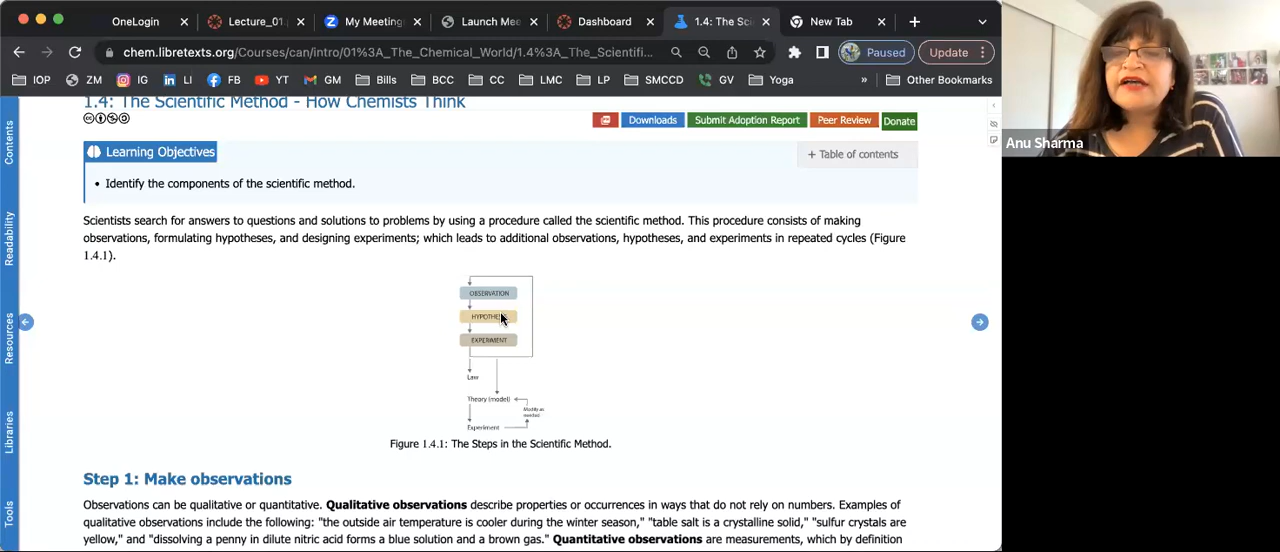 OneLogin
Lecture_01.
My Meeting
Launch Mee
Dashboard
1.4: The Sci
New Tab
chem.libretexts.org/Courses/can/intro/01%3A_The_Chemical_World/1.4%3A_The_Scientifi...
Paused
Update
IOP
ZM
IG
LI
FB
YT
GM
Bills
BCC
CC
LMC
LP
SMCCD
GV
Yoga
»
Other Bookmarks
1.4: The Scientific Method - How Chemists Think
Downloads
Submit Adoption Report
Peer Review
Donate
Contents
Readability
Resources
Libraries
Tools
Learning Objectives
+ Table of contents
• Identify the components of the scientific method.
Scientists search for answers to questions and solutions to problems by using a procedure called the scientific method. This procedure consists of making
observations, formulating hypotheses, and designing experiments; which leads to additional observations, hypotheses, and experiments in repeated cycles (Figure
1.4.1).
OBSERVATION
EXPERIMENT
Law
Theory (model)
Modify as
needed
Experiment
Figure 1.4.1: The Steps in the Scientific Method.
Step 1: Make observations
Observations can be qualitative or quantitative. Qualitative observations describe properties or occurrences in ways that do not rely on numbers. Examples of
qualitative observations include the following: "the outside air temperature is cooler during the winter season," "table salt is a crystalline solid," "sulfur crystals are
yellow," and "dissolving a penny in dilute nitric acid forms a blue solution and a brown gas." Quantitative observations are measurements, which by definition
Anu Sharma